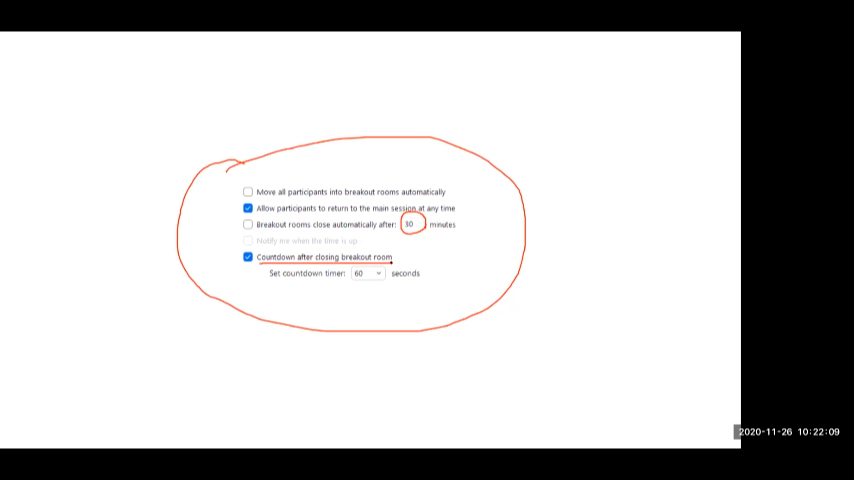 Move all participants into breakout rooms automatically
Allow participants to return to the main session at any time
Breakout rooms close automatically after: 30 minutes
Notify me when the time is up
Countdown after closing breakout room
Set countdown timer: 60 seconds
2020-11-26 10:22:09